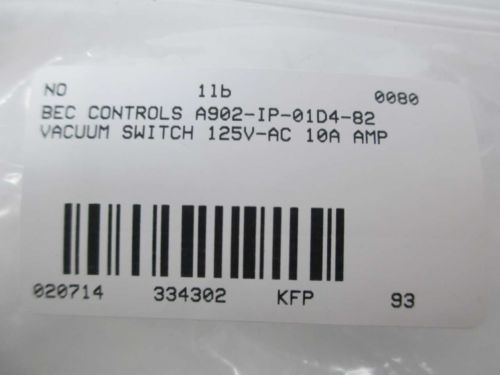 NO 1lb 0080
BEC CONTROLS A902-IP-01D4-82
VACUUM SWITCH 125V-AC 10A AMP
020714 334302 KFP 93